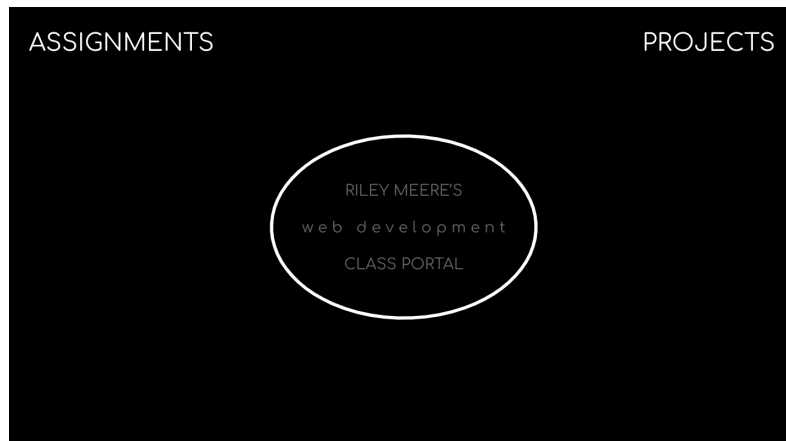 ASSIGNMENTS
PROJECTS
RILEY MEERE'S
web development
CLASS PORTAL